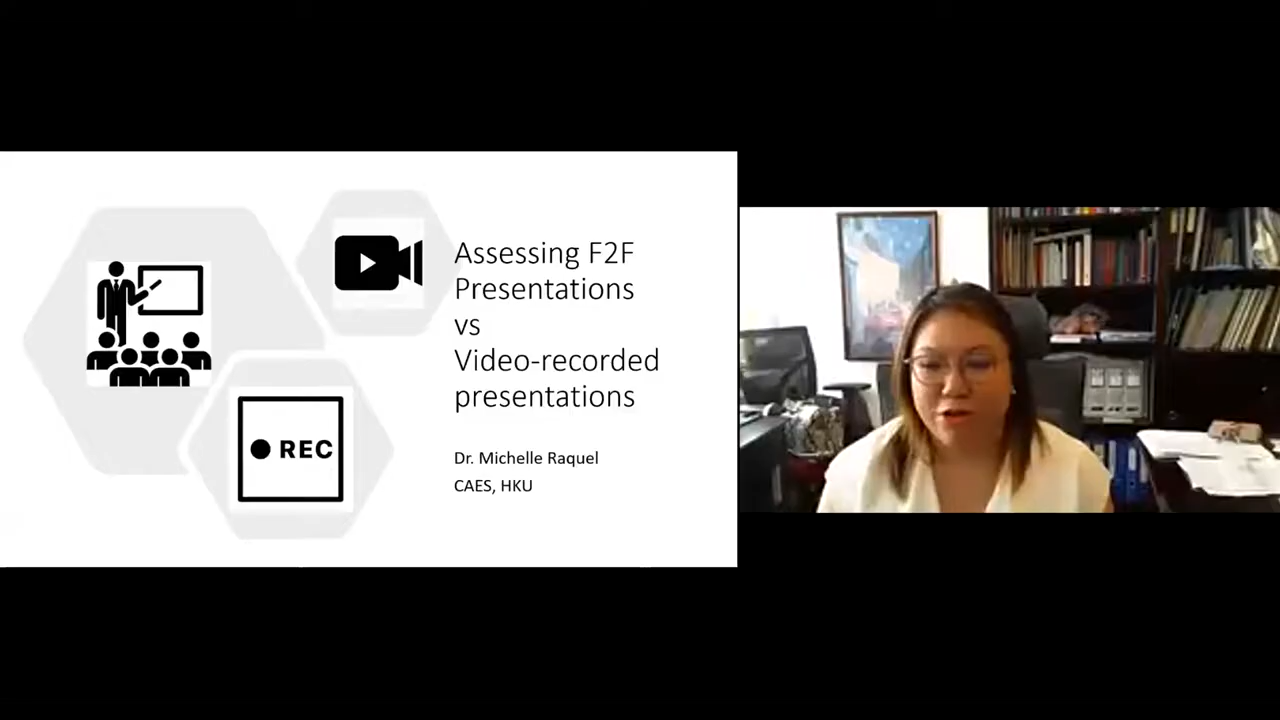 Assessing F2F
Presentations
vs
Video-recorded
presentations
Dr. Michelle Raquel
CAES, HKU
REC